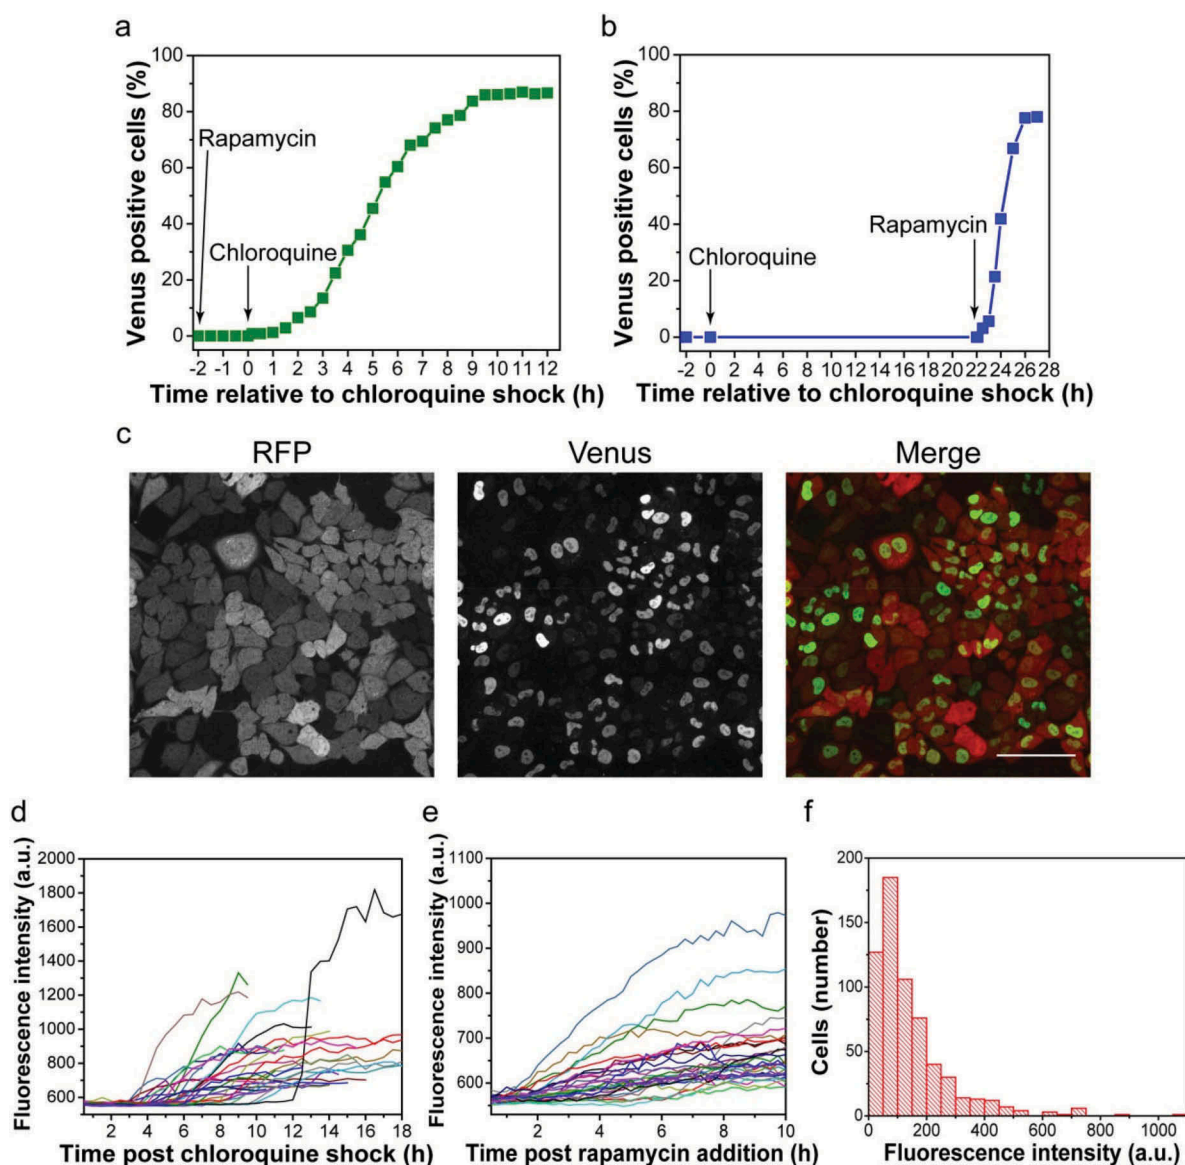 a
b
Venus positive cells (%)
100
80
60
40
20
0
Rapamycin
Chloroquine
-2 -1 0 1 2 3 4 5 6 7 8 9 10 11 12
Time relative to chloroquine shock (h)
Venus positive cells (%)
100
80
60
40
20
0
Chloroquine
Rapamycin
-2 0 2 4 6 8 10 12 14 16 18 20 22 24 26 28
Time relative to chloroquine shock (h)
c
RFP
Venus
Merge
d
e
f
Fluorescence intensity (a.u.)
2000
1800
1600
1400
1200
1000
800
600
2 4 6 8 10 12 14 16 18
Time post chloroquine shock (h)
Fluorescence intensity (a.u.)
1100
1000
900
800
700
600
2 4 6 8 10
Time post rapamycin addition (h)
Cells (number)
200
150
100
50
0
0 200 400 600 800 1000
Fluorescence intensity (a.u.)